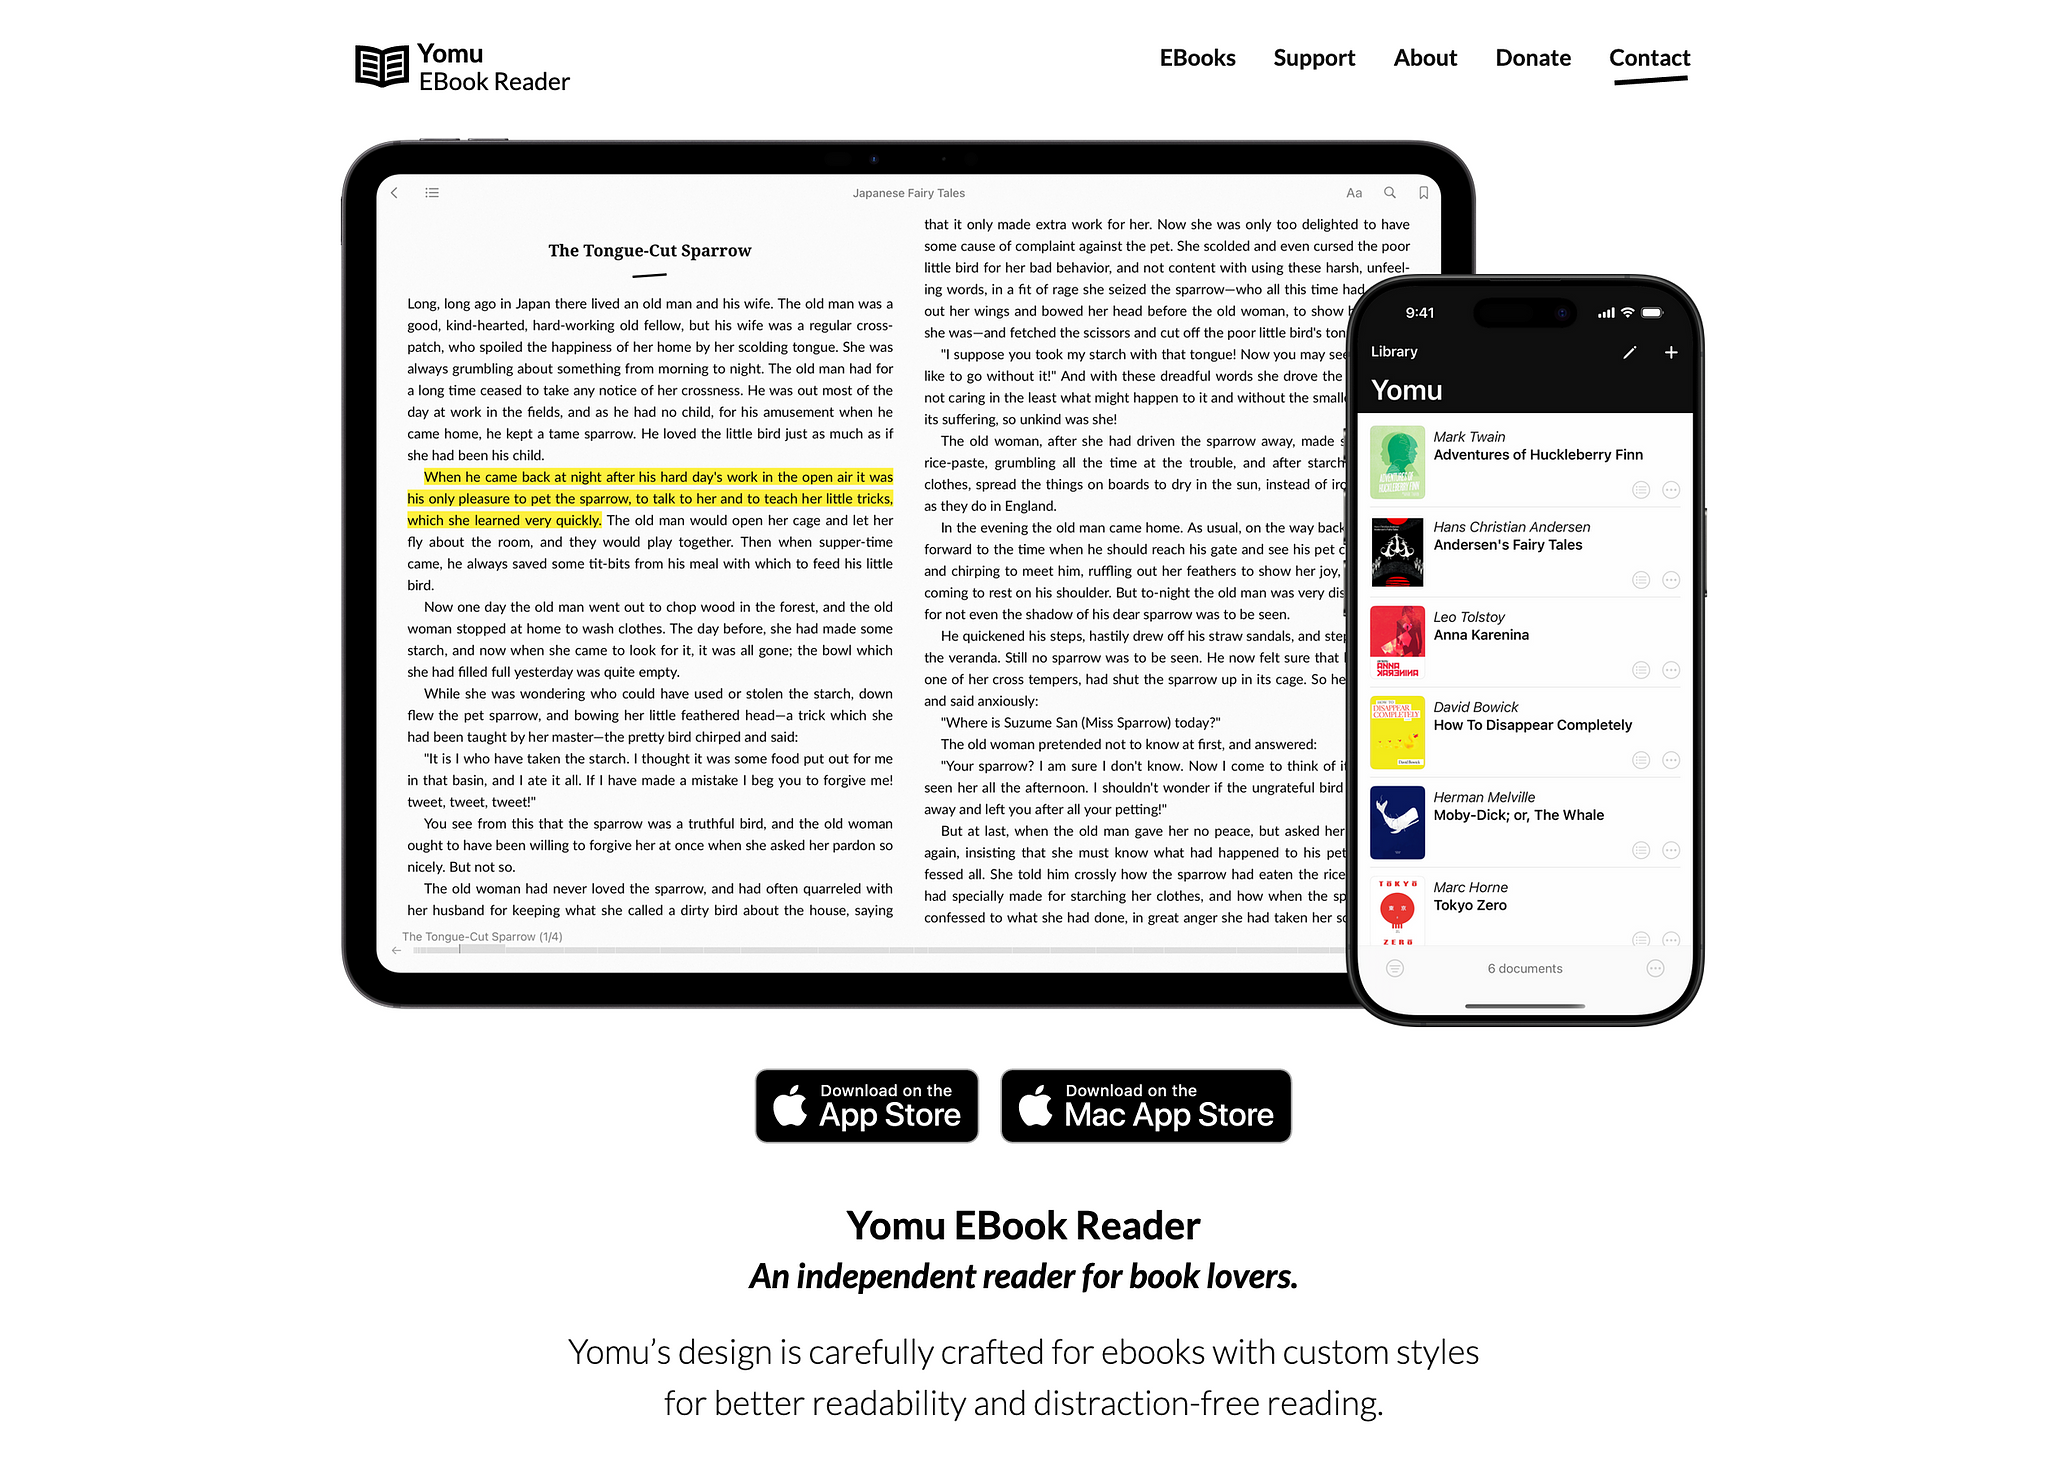 Yomu
EBook Reader
EBooks
Support
About
Donate
Contact
Japanese Fairy Tales
Aa
The Tongue-Cut Sparrow
Long, long ago in Japan there lived an old man and his wife. The old man was a
good, kind-hearted, hard-working old fellow, but his wife was a regular cross-
patch, who spoiled the happiness of her home by her scolding tongue. She was
always grumbling about something from morning to night. The old man had for
a long time ceased to take any notice of her crossness. He was out most of the
day at work in the fields, and as he had no child, for his amusement when he
came home, he kept a tame sparrow. He loved the little bird just as much as if
she had been his child.
When he came back at night after his hard day's work in the open air it was
his only pleasure to pet the sparrow, to talk to her and to teach her little tricks,
which she learned very quickly. The old man would open her cage and let her
fly about the room, and they would play together. Then when supper-time
came, he always saved some tit-bits from his meal with which to feed his little
bird.
Now one day the old man went out to chop wood in the forest, and the old
woman stopped at home to wash clothes. The day before, she had made some
starch, and now when she came to look for it, it was all gone; the bowl which
she had filled full yesterday was quite empty.
While she was wondering who could have used or stolen the starch, down
flew the pet sparrow, and bowing her little feathered head—a trick which she
had been taught by her master—the pretty bird chirped and said:
"It is I who have taken the starch. I thought it was some food put out for me
in that basin, and I ate it all. If I have made a mistake I beg you to forgive me!
tweet, tweet, tweet!"
You see from this that the sparrow was a truthful bird, and the old woman
ought to have been willing to forgive her at once when she asked her pardon so
nicely. But not so.
The old woman had never loved the sparrow, and had often quarreled with
her husband for keeping what she called a dirty bird about the house, saying
that it only made extra work for her. Now she was only too delighted to have
some cause of complaint against the pet. She scolded and even cursed the poor
little bird for her bad behavior, and not content with using these harsh, unfeel-
ing words, in a fit of rage she seized the sparrow—who all this time had
out her wings and bowed her head before the old woman, to show
she was—and fetched the scissors and cut off the poor little bird's ton
"I suppose you took my starch with that tongue! Now you may see
like to go without it!" And with these dreadful words she drove the
not caring in the least what might happen to it and without the small
its suffering, so unkind was she!
The old woman, after she had driven the sparrow away, made
rice-paste, grumbling all the time at the trouble, and after starch
clothes, spread the things on boards to dry in the sun, instead of iro
as they do in England.
In the evening the old man came home. As usual, on the way back
forward to the time when he should reach his gate and see his pet
and chirping to meet him, ruffling out her feathers to show her joy,
coming to rest on his shoulder. But to-night the old man was very dis
for not even the shadow of his dear sparrow was to be seen.
He quickened his steps, hastily drew off his straw sandals, and step
the veranda. Still no sparrow was to be seen. He now felt sure that
one of her cross tempers, had shut the sparrow up in its cage. So he
and said anxiously:
"Where is Suzume San (Miss Sparrow) today?"
The old woman pretended not to know at first, and answered:
"Your sparrow? I am sure I don't know. Now I come to think of it
seen her all the afternoon. I shouldn't wonder if the ungrateful bird
away and left you after all your petting!"
But at last, when the old man gave her no peace, but asked her
again, insisting that she must know what had happened to his pet
fessed all. She told him crossly how the sparrow had eaten the rice
had specially made for starching her clothes, and how when the sp
confessed to what she had done, in great anger she had taken her sc
The Tongue-Cut Sparrow (1/4)
9:41
Library
Yomu
ADVENTURES OF
HUCKLEBERRY FINN
Mark Twain
Adventures of Huckleberry Finn
Hans Christian Andersen
Andersen's Fairy Tales
ANNA
KARENINA
Leo Tolstoy
Anna Karenina
HOW TO
DISAPPEAR
COMPLETELY
David Bowick
David Bowick
How To Disappear Completely
Herman Melville
Moby-Dick; or, The Whale
TOKYO
東 京
ZERO
Marc Horne
Tokyo Zero
6 documents
Download on the
App Store
Download on the
Mac App Store
Yomu EBook Reader
An independent reader for book lovers.
Yomu’s design is carefully crafted for ebooks with custom styles
for better readability and distraction-free reading.